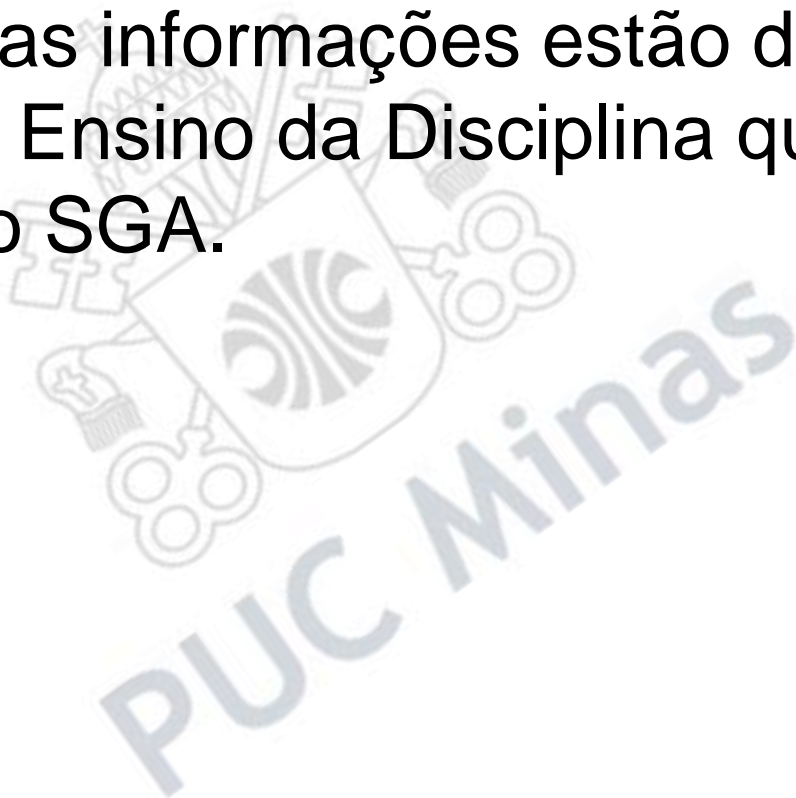 as informações estão d
Ensino da Disciplina qu
o SGA.
PUC Minas